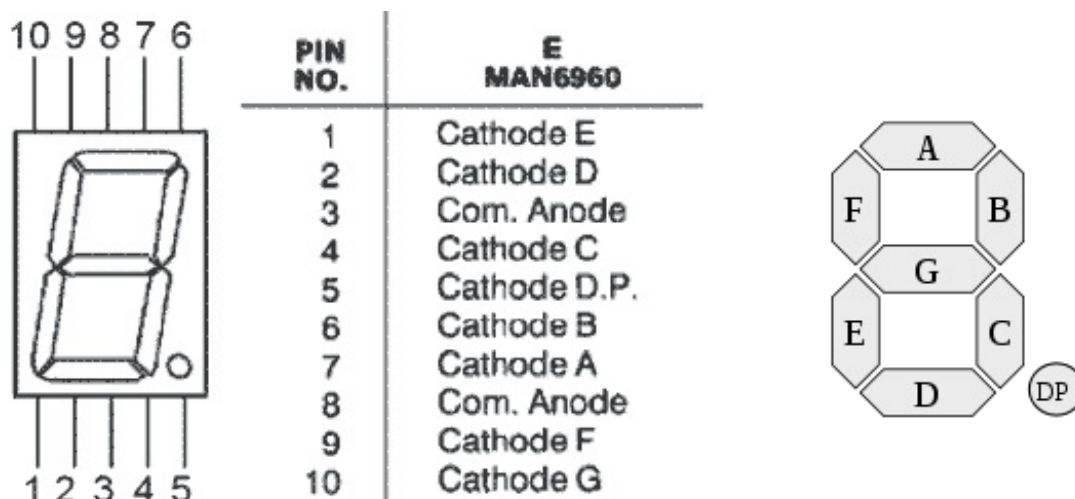 10 9 8 7 6
1 2 3 4 5
PIN NO. E MAN6960
1 Cathode E
2 Cathode D
3 Com. Anode
4 Cathode C
5 Cathode D.P.
6 Cathode B
7 Cathode A
8 Com. Anode
9 Cathode F
10 Cathode G
A
F B
G
E C
D DP